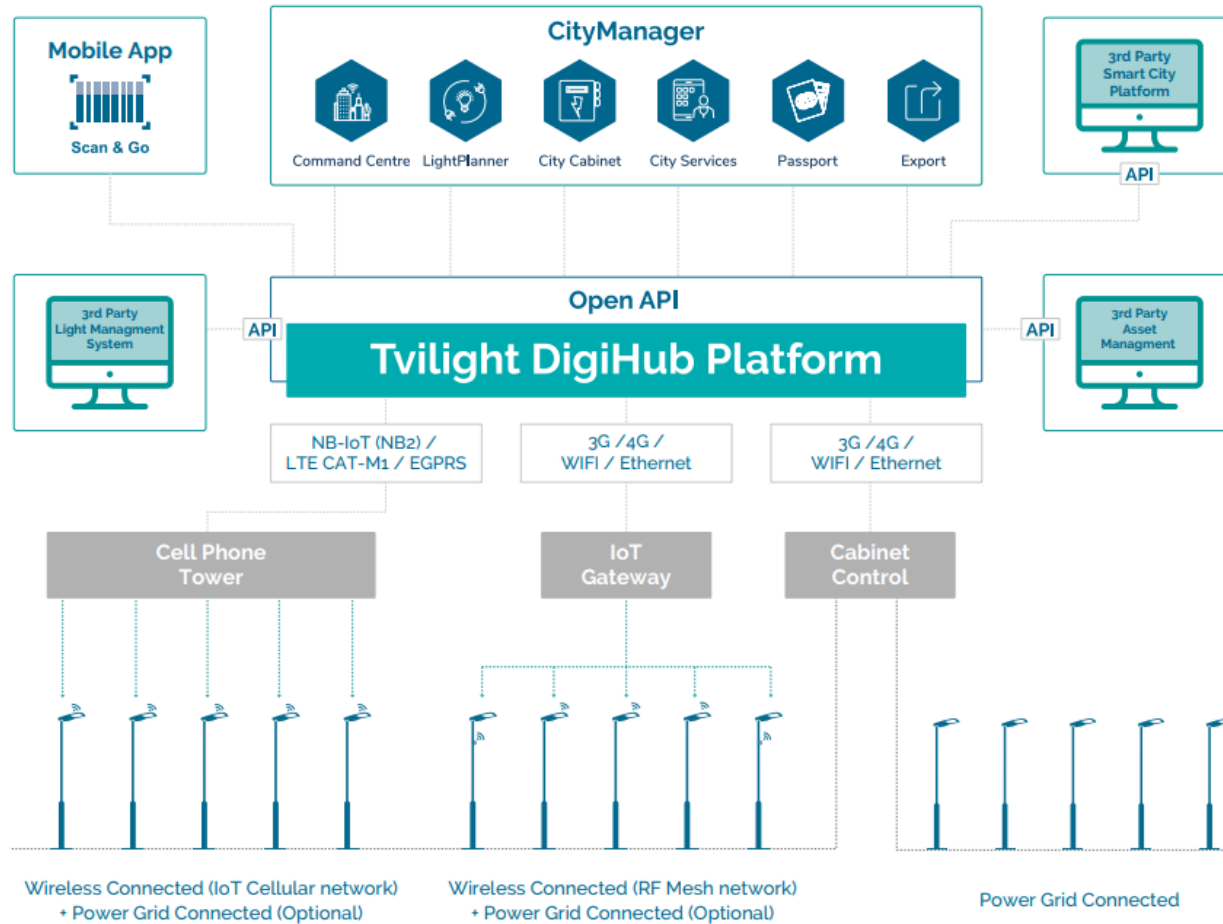 Mobile App
Scan & Go
CityManager
Command Centre
LightPlanner
City Cabinet
City Services
Passport
Export
3rd Party
Smart City
Platform
API
3rd Party
Light Managment
System
API
Open API
Tvilight DigiHub Platform
API
3rd Party
Asset
Managment
NB-IoT (NB2) /
LTE CAT-M1 / EGPRS
3G /4G /
WIFI / Ethernet
3G /4G /
WIFI / Ethernet
Cell Phone
Tower
IoT
Gateway
Cabinet
Control
Wireless Connected (IoT Cellular network)
+ Power Grid Connected (Optional)
Wireless Connected (RF Mesh network)
+ Power Grid Connected (Optional)
Power Grid Connected